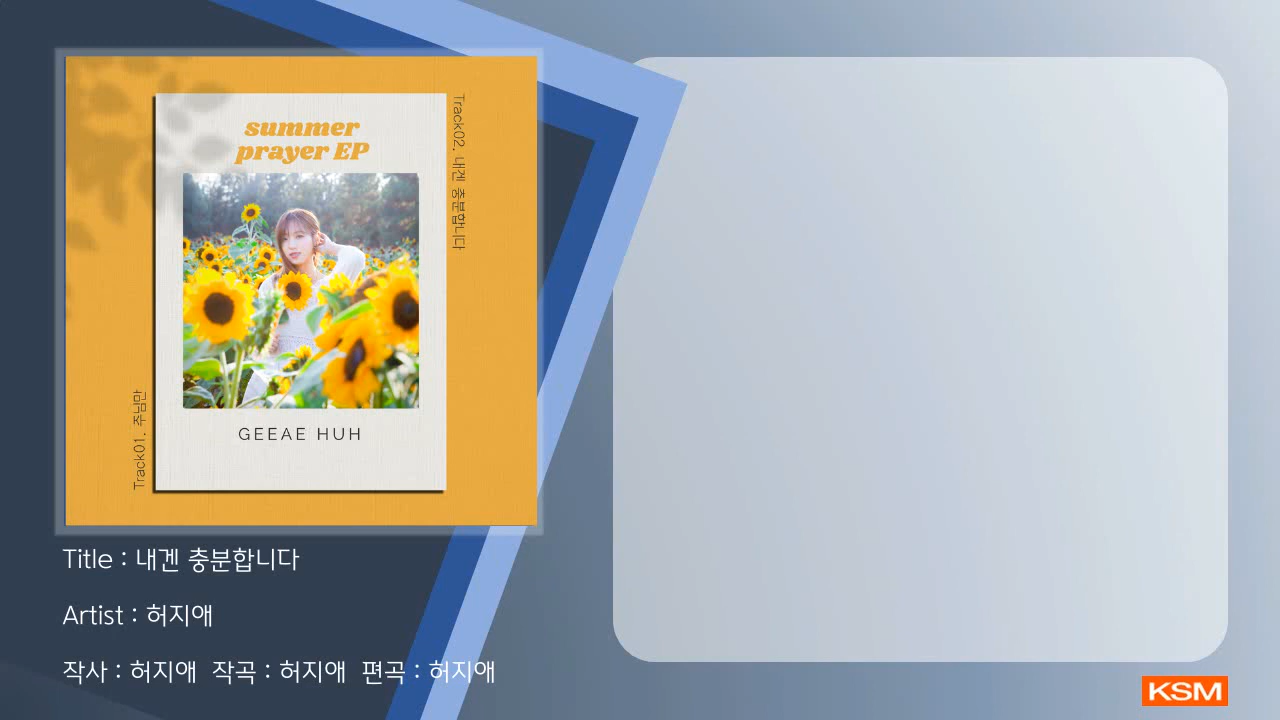 summer
prayer EP
Track02. 내겐 충분합니다
Track01. 주님만
GEEAE HUH
Title : 내겐 충분합니다
Artist : 허지애
작사 : 허지애 작곡 : 허지애 편곡 : 허지애
KSM